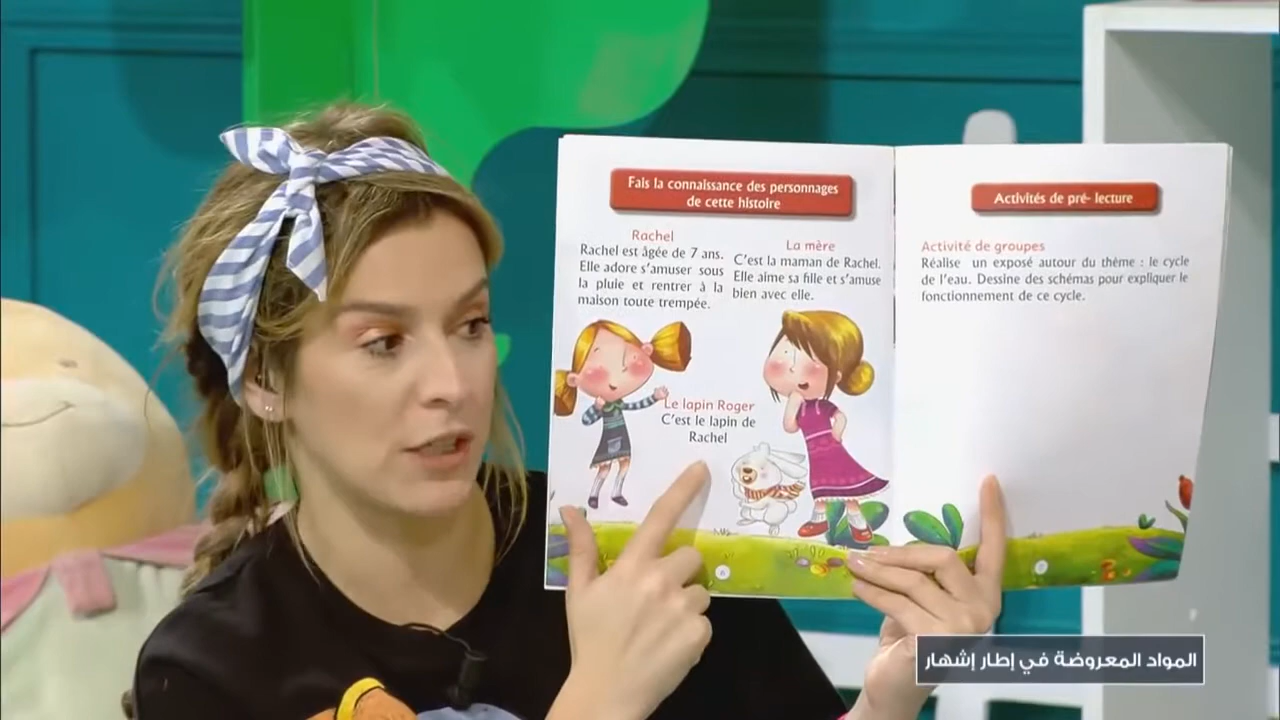 Fais la connaissance des personnages
de cette histoire
Rachel
Rachel est âgée de 7 ans.
Elle adore s'amuser sous
la pluie et rentrer à la
maison toute trempée.
La mère
C'est la maman de Rachel.
Elle aime sa fille et s'amuse
bien avec elle.
Le lapin Roger
C'est le lapin de
Rachel
Activités de pré- lecture
Activité de groupes
Réalise un exposé autour du thème : le cycle
de l'eau. Dessine des schémas pour expliquer le
fonctionnement de ce cycle.
المواد المعروضة في إطار إشهار